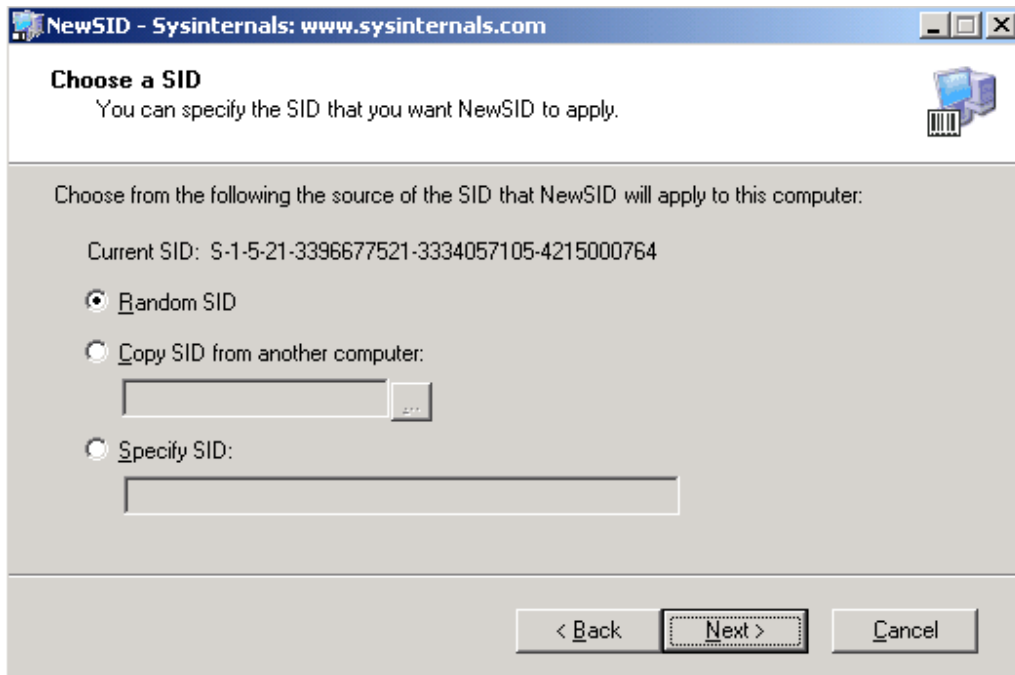 NewSID - Sysinternals: www.sysinternals.com
Choose a SID
You can specify the SID that you want NewSID to apply.
Choose from the following the source of the SID that NewSID will apply to this computer:
Current SID: S-1-5-21-3396677521-3334057105-4215000764
Random SID
Copy SID from another computer:
...
Specify SID:
< Back Next > Cancel